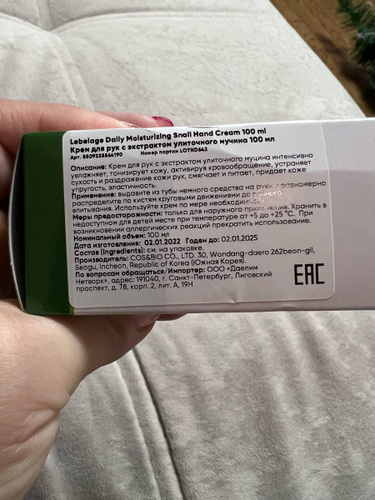 Lebelage Daily Moisturizing Snail Hand Cream 100 ml
Крем для рук с экстрактом улиточного муцина 100 мл
Арт. 8809338864190 Номер партии LOTNO642
Описание: Крем для рук с экстрактом улиточного муцина интенсивно
увлажняет, тонизирует кожу, активируя кровообращение, устраняет
сухость и раздражение кожи рук, смягчает и питает, придает коже
упругость, эластичность.
Применение: выдавите из тубы немного средства на руки и равномерно
распределите по кистям круговыми движениями до полного
впитывания. Используйте крем по мере необходимости.
Меры предосторожности: только для наружного применения. Хранить в
недоступном для детей месте при температуре от +5 до +25 °C. При
возникновении аллергических реакций прекратить использование.
Номинальный объем: 100 мл
Дата изготовления: 02.01.2022 Годен до: 02.01.2025
Состав (Ingredients): см. на упаковке.
Производитель: COS&BIO CO., LTD, 30, Wondang-daero 262beon-gil,
Seogu, Incheon, Republic of Korea (Южная Корея).
По вопросам обращаться/Импортер: ООО «Даелим
Нетворк», адрес: 191040, г. Санкт-Петербург, Лиговский
проспект, д. 78, корп. 2, лит. А, 19Н
EAC